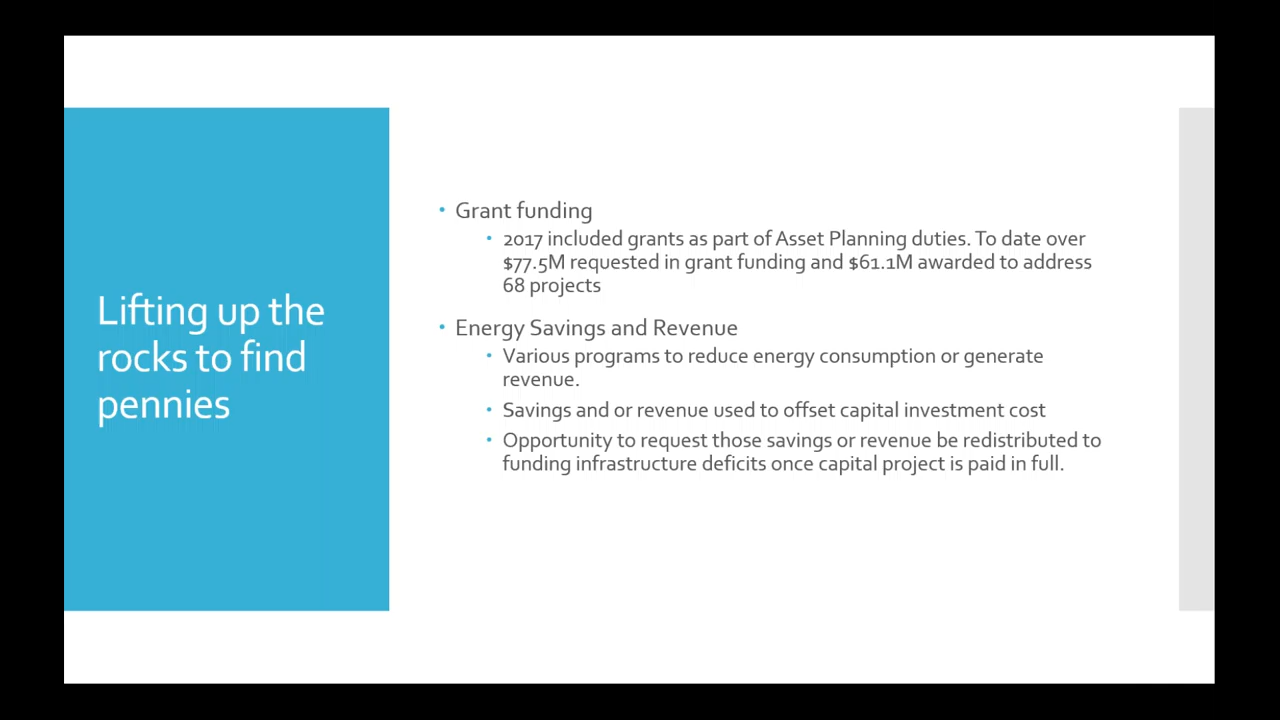 Lifting up the
rocks to find
pennies
• Grant funding
• 2017 included grants as part of Asset Planning duties. To date over
$77.5M requested in grant funding and $61.1M awarded to address
68 projects
• Energy Savings and Revenue
• Various programs to reduce energy consumption or generate
revenue.
• Savings and or revenue used to offset capital investment cost
• Opportunity to request those savings or revenue be redistributed to
funding infrastructure deficits once capital project is paid in full.